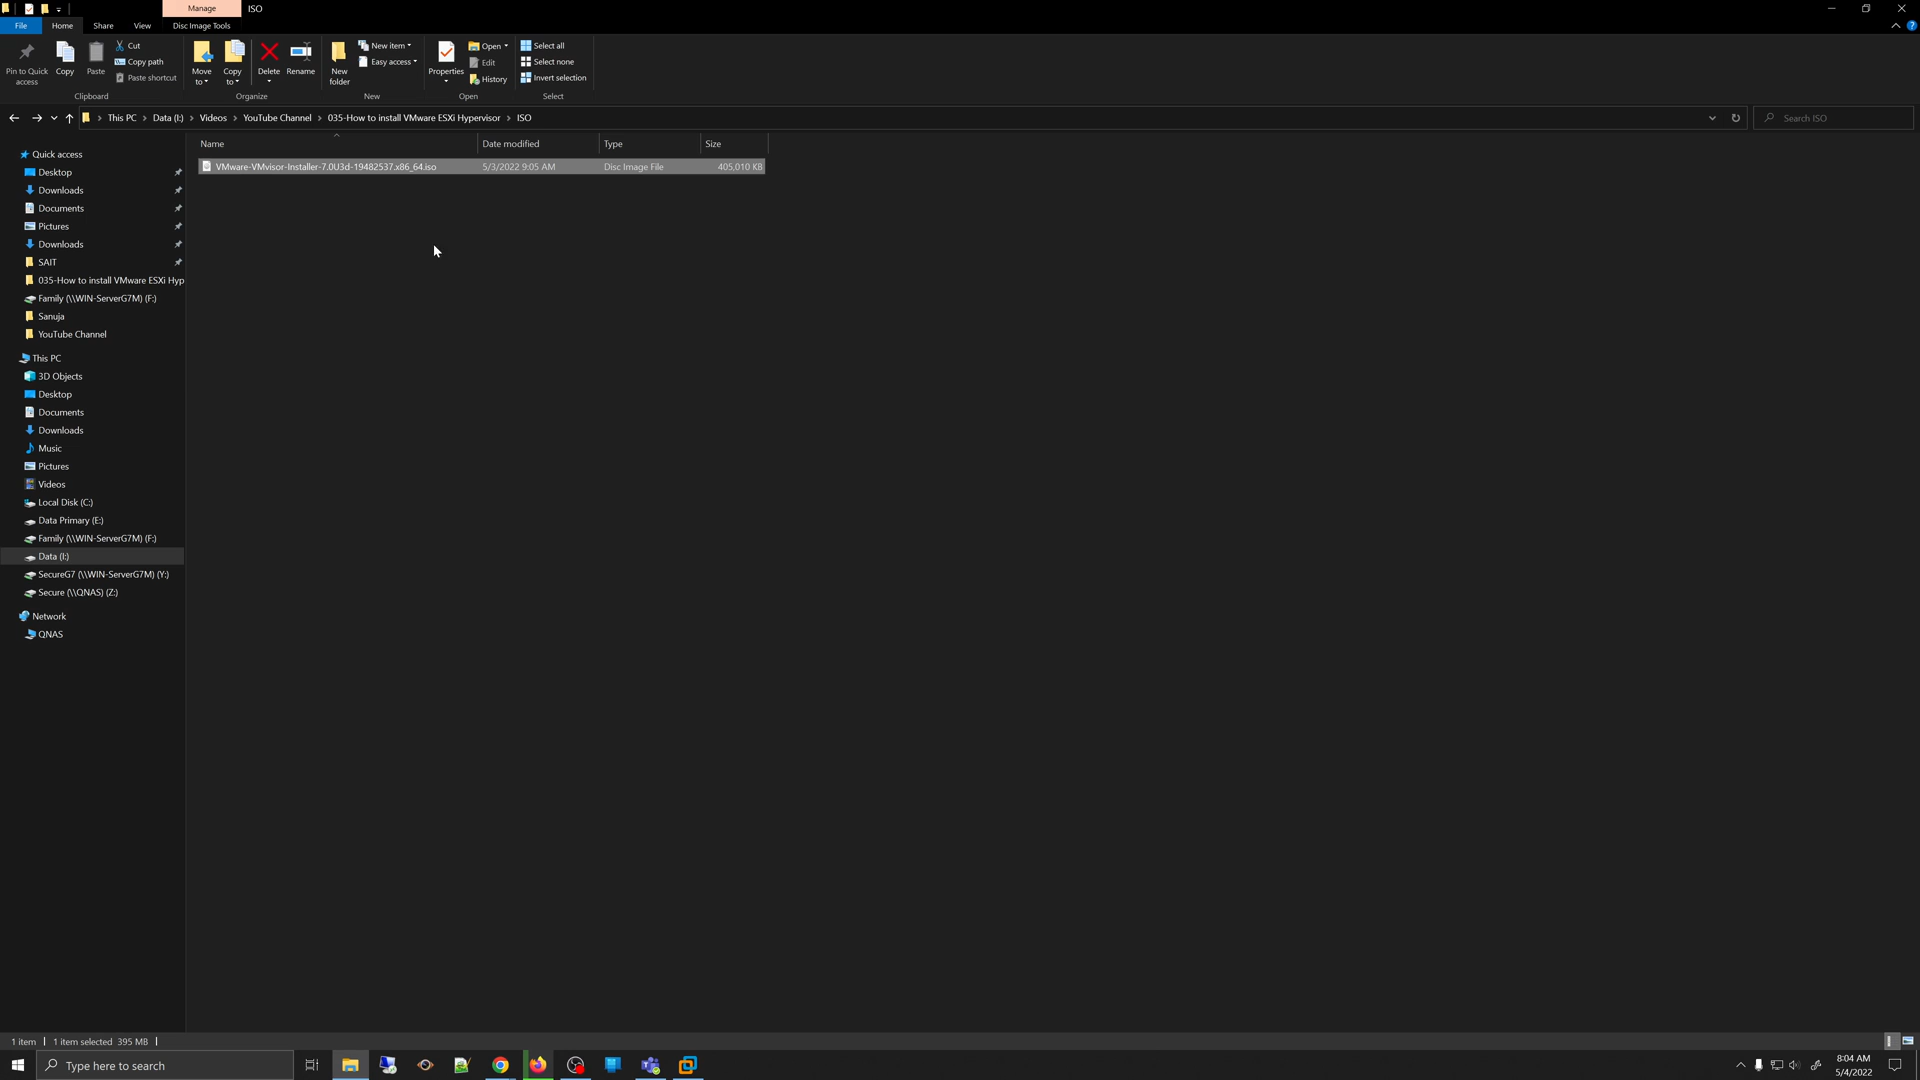 Manage ISO
File Home Share View Disc Image Tools
Pin to Quick access
Copy
Paste
Cut
Copy path
Paste shortcut
Clipboard
Move to
Copy to
Delete
Rename
Organize
New folder
New item
Easy access
New
Properties
Open
Edit
History
Open
Select all
Select none
Invert selection
Select
This PC Data (I:) Videos YouTube Channel 035-How to install VMware ESXi Hypervisor ISO
Search ISO
Name Date modified Type Size
VMware-VMvisor-Installer-7.0U3d-19482537.x86_64.iso 5/3/2022 9:05 AM Disc Image File 405,010 KB
Quick access
Desktop
Downloads
Documents
Pictures
Downloads
SAIT
035-How to install VMware ESXi Hyp
Family (\\WIN-ServerG7M) (F:)
Sanuja
YouTube Channel
This PC
3D Objects
Desktop
Documents
Downloads
Music
Pictures
Videos
Local Disk (C:)
Data Primary (E:)
Family (\\WIN-ServerG7M) (F:)
Data (I:)
SecureG7 (\\WIN-ServerG7M) (Y:)
Secure (\\QNAS) (Z:)
Network
QNAS
1 item 1 item selected 395 MB
Type here to search
8:04 AM
5/4/2022